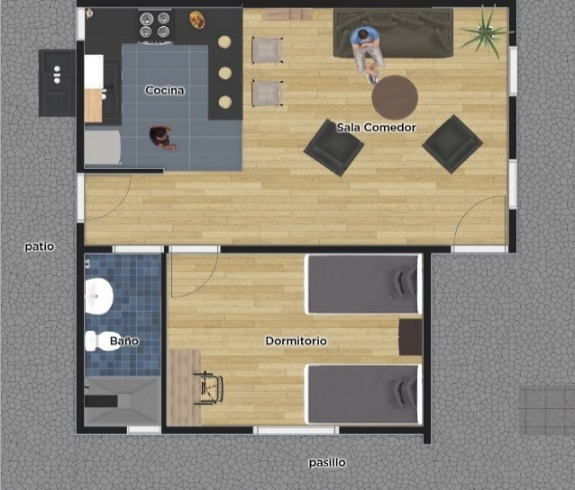 Cocina
Sala Comedor
patio
Baño
Dormitorio
pasillo